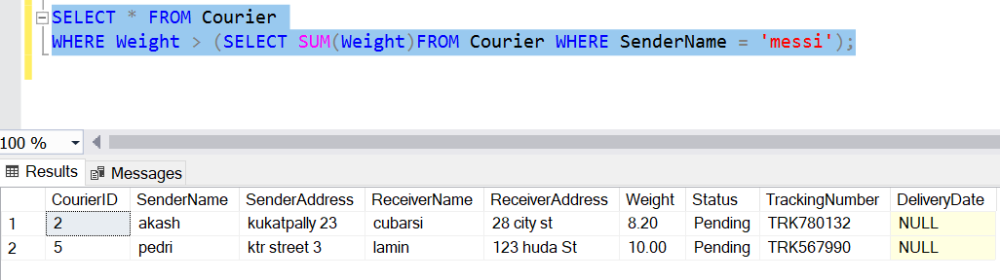 SELECT * FROM Courier
WHERE Weight > (SELECT SUM(Weight)FROM Courier WHERE SenderName = 'messi');
100 %
Results Messages
CourierID SenderName SenderAddress ReceiverName ReceiverAddress Weight Status TrackingNumber DeliveryDate
1 2 akash kukatpally 23 cubarsi 28 city st 8.20 Pending TRK780132 NULL
2 5 pedri ktr street 3 lamin 123 huda St 10.00 Pending TRK567990 NULL